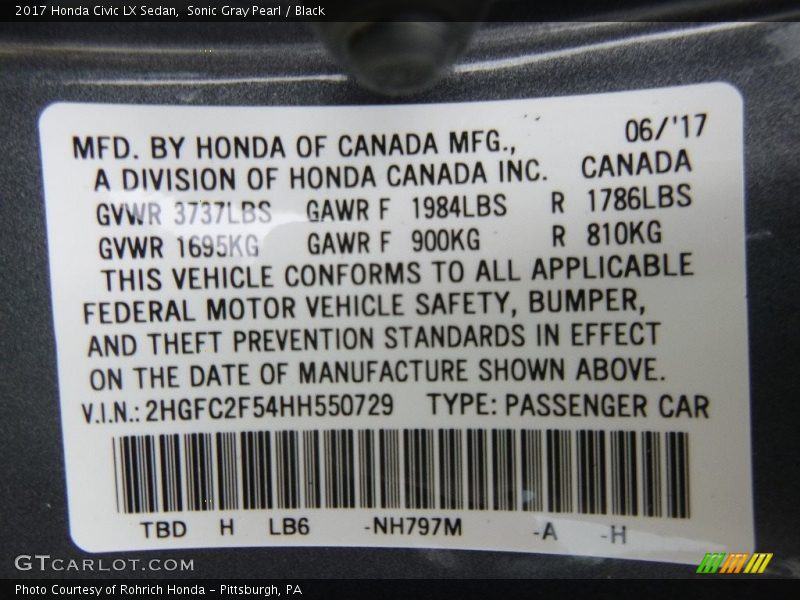 2017 Honda Civic LX Sedan,  Sonic Gray Pearl / Black
MFD. BY HONDA OF CANADA MFG., 06/'17
A DIVISION OF HONDA CANADA INC. CANADA
GVWR 3737LBS GAWR F 1984LBS R 1786LBS
GVWR 1695KG GAWR F 900KG R 810KG
THIS VEHICLE CONFORMS TO ALL APPLICABLE
FEDERAL MOTOR VEHICLE SAFETY, BUMPER,
AND THEFT PREVENTION STANDARDS IN EFFECT
ON THE DATE OF MANUFACTURE SHOWN ABOVE.
V.I.N.: 2HGFC2F54HH550729 TYPE: PASSENGER CAR
TBD H LB6 -NH797M -A -H
GTCARLOT.COM
Photo Courtesy of Rohrich Honda - Pittsburgh, PA